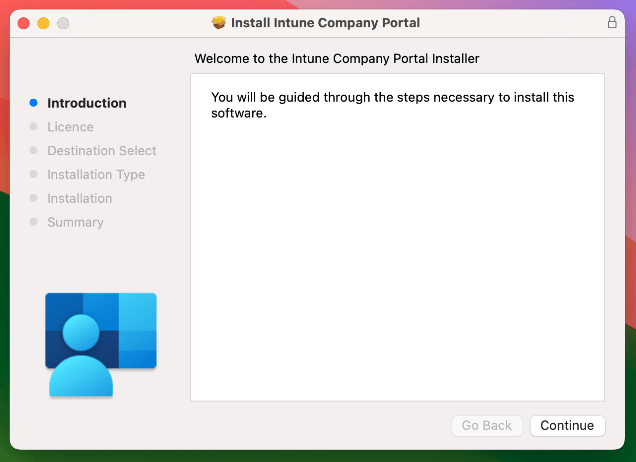 Install Intune Company Portal
Welcome to the Intune Company Portal Installer
Introduction
Licence
Destination Select
Installation Type
Installation
Summary
You will be guided through the steps necessary to install this
software.
Go Back
Continue